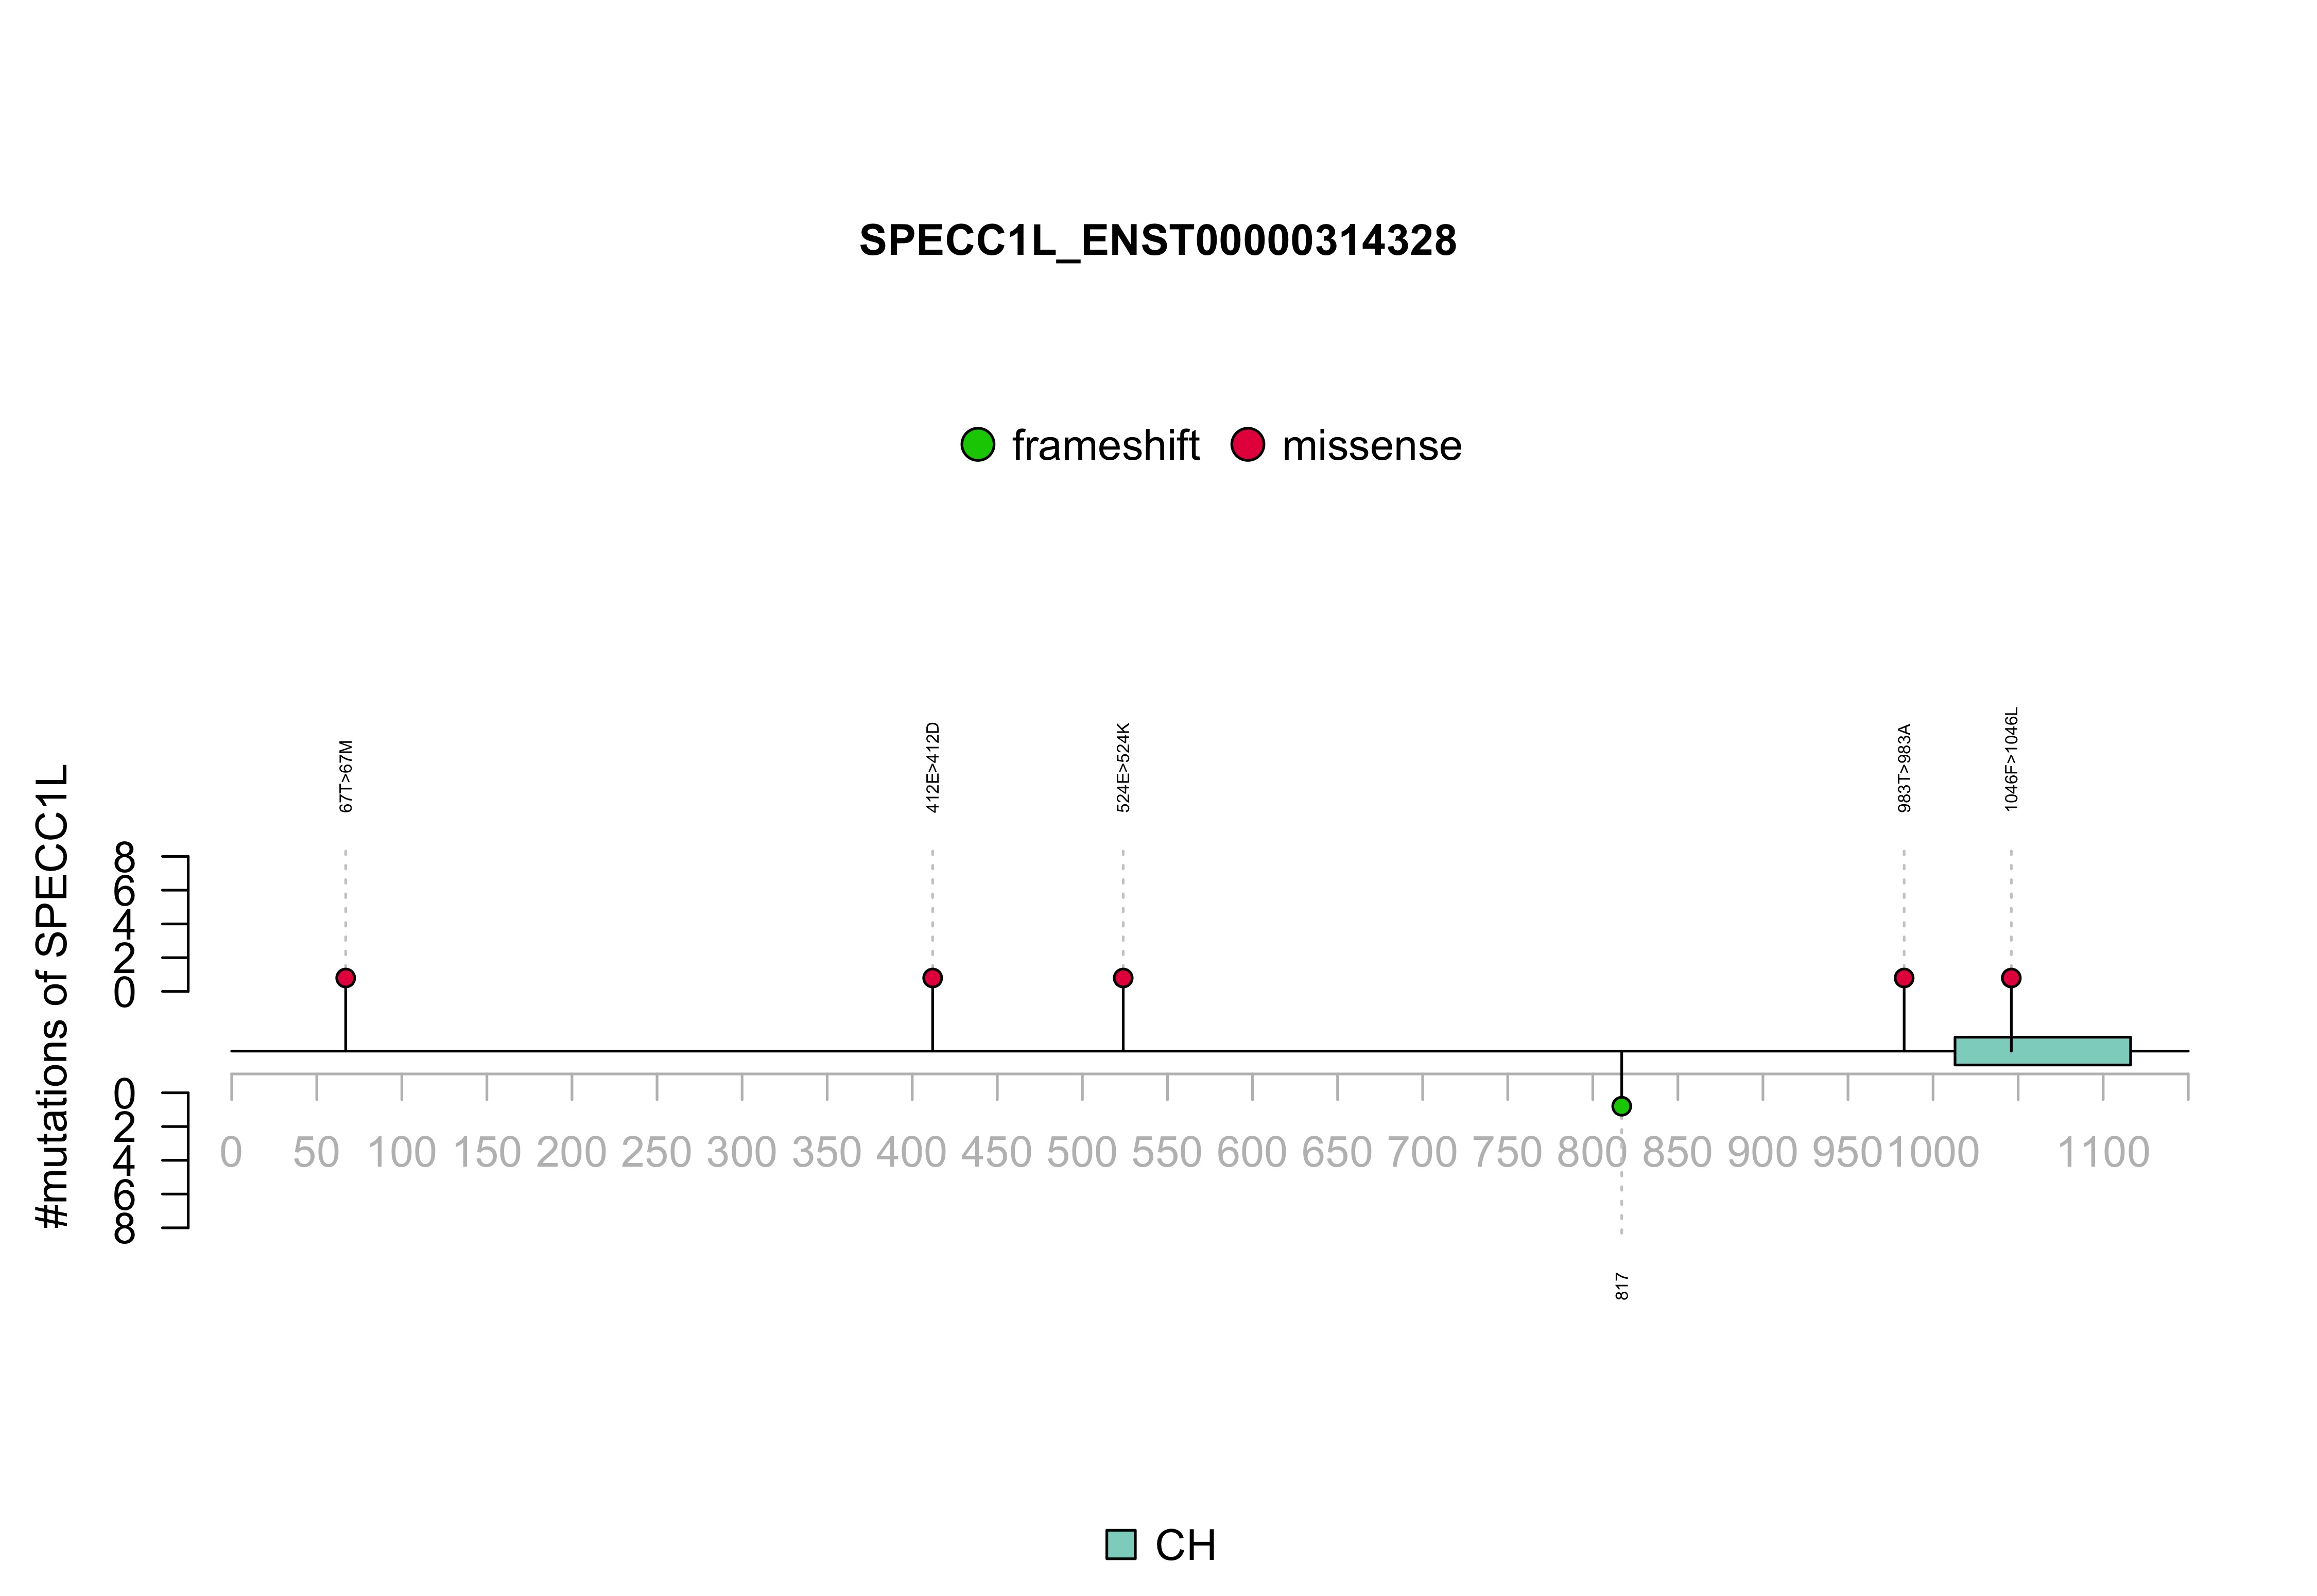 SPECC1L_ENST00000314328
frameshift missense
67T>67M 412E>412D 524E>524K 983T>983A 1046F>1046L
#mutations of SPECC1L
8
6
4
2
0
0
2
4
6
8
0 50 100 150 200 250 300 350 400 450 500 550 600 650 700 750 800 850 900 950 1000 1100
817
CH